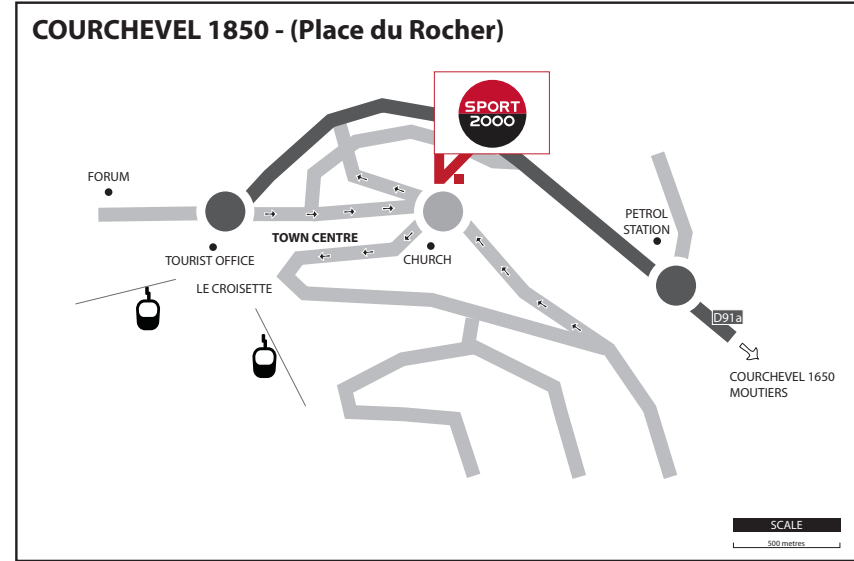 COURCHEVEL 1850 - (Place du Rocher)
SPORT
2000
FORUM
PETROL
STATION
TOWN CENTRE
TOURIST OFFICE
CHURCH
LE CROISETTE
D91a
COURCHEVEL 1650
MOUTIERS
SCALE
500 metres